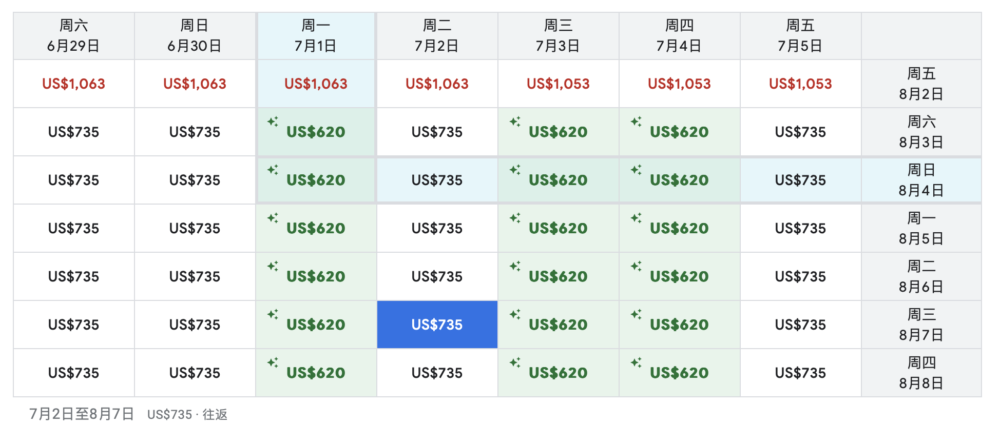 周六 周日 周一 周二 周三 周四 周五
6月29日 6月30日 7月1日 7月2日 7月3日 7月4日 7月5日
US$1,063 US$1,063 US$1,063 US$1,063 US$1,053 US$1,053 US$1,053 周五
8月2日
US$735 US$735 US$620 US$735 US$620 US$620 US$735 周六
8月3日
US$735 US$735 US$620 US$735 US$620 US$620 US$735 周日
8月4日
US$735 US$735 US$620 US$735 US$620 US$620 US$735 周一
8月5日
US$735 US$735 US$620 US$735 US$620 US$620 US$735 周二
8月6日
US$735 US$735 US$620 US$735 US$620 US$620 US$735 周三
8月7日
US$735 US$735 US$620 US$735 US$620 US$620 US$735 周四
8月8日
7月2日至8月7日 US$735 · 往返